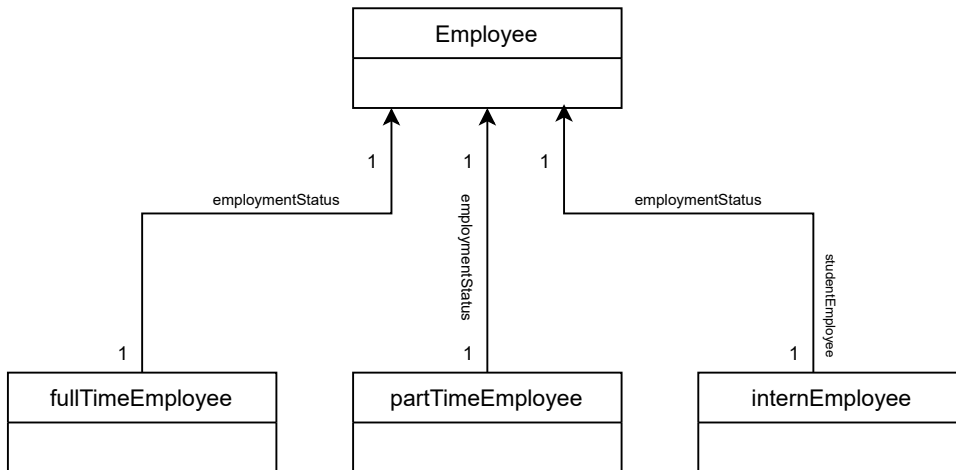 Employee
1
1
1
employmentStatus
employmentStatus
employmentStatus
studentEmployee
1
1
1
fullTimeEmployee
partTimeEmployee
internEmployee